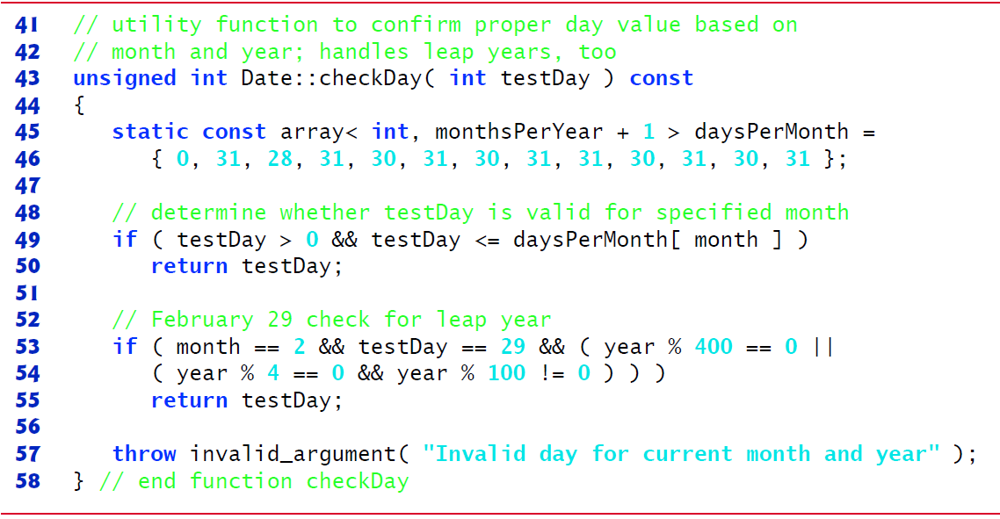 41 // utility function to confirm proper day value based on
42 // month and year; handles leap years, too
43 unsigned int Date::checkDay( int testDay ) const
44 {
45    static const array< int, monthsPerYear + 1 > daysPerMonth =
46       { 0, 31, 28, 31, 30, 31, 30, 31, 31, 30, 31, 30, 31 };
47
48    // determine whether testDay is valid for specified month
49    if ( testDay > 0 && testDay <= daysPerMonth[ month ] )
50       return testDay;
51
52    // February 29 check for leap year
53    if ( month == 2 && testDay == 29 && ( year % 400 == 0 ||
54       ( year % 4 == 0 && year % 100 != 0 ) ) )
55       return testDay;
56
57    throw invalid_argument( "Invalid day for current month and year" );
58 } // end function checkDay